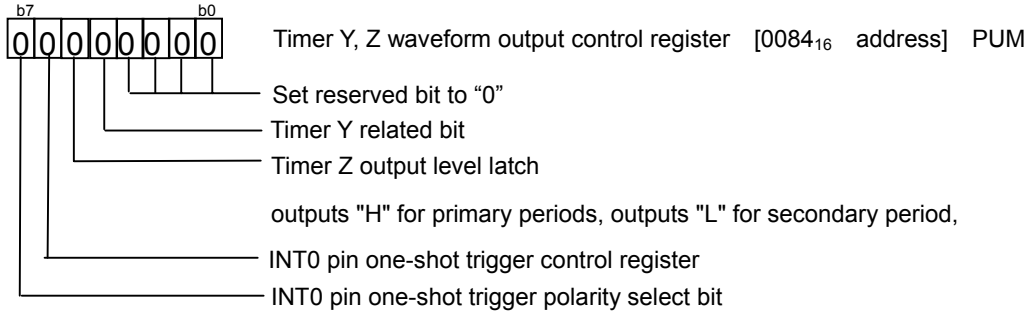 b7 b0
0 0 0 0 0 0 0 0 Timer Y, Z waveform output control register [0084₁₆ address] PUM
Set reserved bit to “0”
Timer Y related bit
Timer Z output level latch
outputs "H" for primary periods, outputs "L" for secondary period,
INT0 pin one-shot trigger control register
INT0 pin one-shot trigger polarity select bit